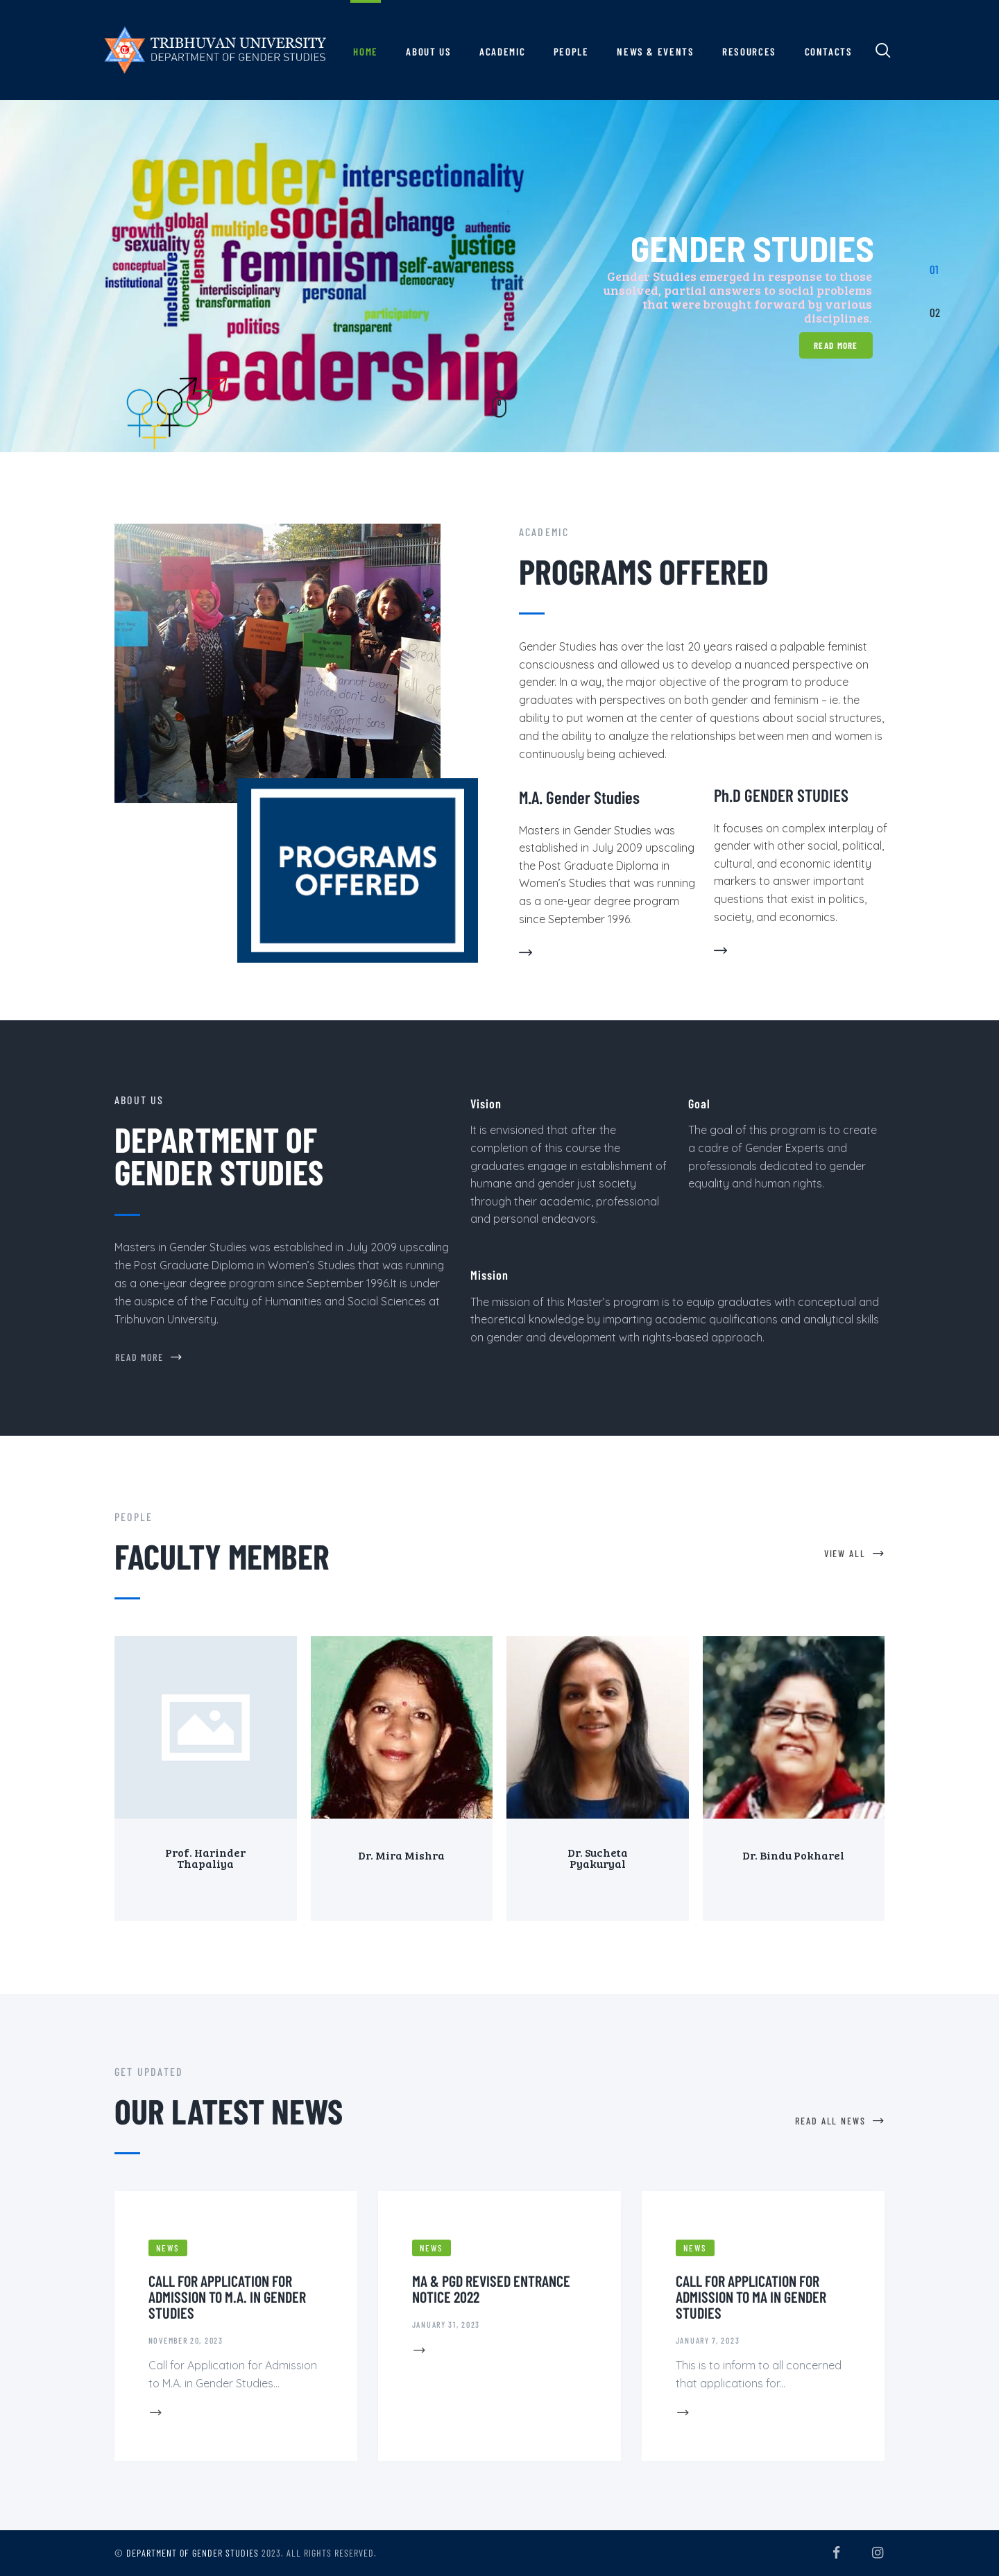 TRIBHUVAN UNIVERSITY
DEPARTMENT OF GENDER STUDIES
HOME
ABOUT US
ACADEMIC
PEOPLE
NEWS & EVENTS
RESOURCES
CONTACTS
gender
intersectionality
growth
global
social
change
authentic
sexuality
lenses
multiple
justice
conceptual
feminism
self-awareness
institutional
inclusive
theoretical
interdisciplinary
transformation
personal
trait
race
politics
participatory
transparent
leadership
GENDER STUDIES
Gender Studies emerged in response to those
unsolved, partial answers to social problems
that were brought forward by various
disciplines.
READ MORE
01
02
ACADEMIC
PROGRAMS OFFERED
Gender Studies has over the last 20 years raised a palpable feminist
consciousness and allowed us to develop a nuanced perspective on
gender. In a way, the major objective of the program to produce
graduates with perspectives on both gender and feminism – ie. the
ability to put women at the center of questions about social structures,
and the ability to analyze the relationships between men and women is
continuously being achieved.
PROGRAMS
OFFERED
M.A. Gender Studies
Masters in Gender Studies was
established in July 2009 upscaling
the Post Graduate Diploma in
Women's Studies that was running
as a one-year degree program
since September 1996.
Ph.D GENDER STUDIES
It focuses on complex interplay of
gender with other social, political,
cultural, and economic identity
markers to answer important
questions that exist in politics,
society, and economics.
ABOUT US
DEPARTMENT OF
GENDER STUDIES
Masters in Gender Studies was established in July 2009 upscaling
the Post Graduate Diploma in Women's Studies that was running
as a one-year degree program since September 1996.It is under
the auspice of the Faculty of Humanities and Social Sciences at
Tribhuvan University.
READ MORE
Vision
It is envisioned that after the
completion of this course the
graduates engage in establishment of
humane and gender just society
through their academic, professional
and personal endeavors.
Goal
The goal of this program is to create
a cadre of Gender Experts and
professionals dedicated to gender
equality and human rights.
Mission
The mission of this Master's program is to equip graduates with conceptual and
theoretical knowledge by imparting academic qualifications and analytical skills
on gender and development with rights-based approach.
PEOPLE
FACULTY MEMBER
VIEW ALL
Prof. Harinder
Thapaliya
Dr. Mira Mishra
Dr. Sucheta
Pyakuryal
Dr. Bindu Pokharel
GET UPDATED
OUR LATEST NEWS
READ ALL NEWS
NEWS
CALL FOR APPLICATION FOR
ADMISSION TO M.A. IN GENDER
STUDIES
NOVEMBER 20, 2023
Call for Application for Admission
to M.A. in Gender Studies...
NEWS
MA & PGD REVISED ENTRANCE
NOTICE 2022
JANUARY 31, 2023
NEWS
CALL FOR APPLICATION FOR
ADMISSION TO MA IN GENDER
STUDIES
JANUARY 7, 2023
This is to inform to all concerned
that applications for...
© DEPARTMENT OF GENDER STUDIES 2023. ALL RIGHTS RESERVED.